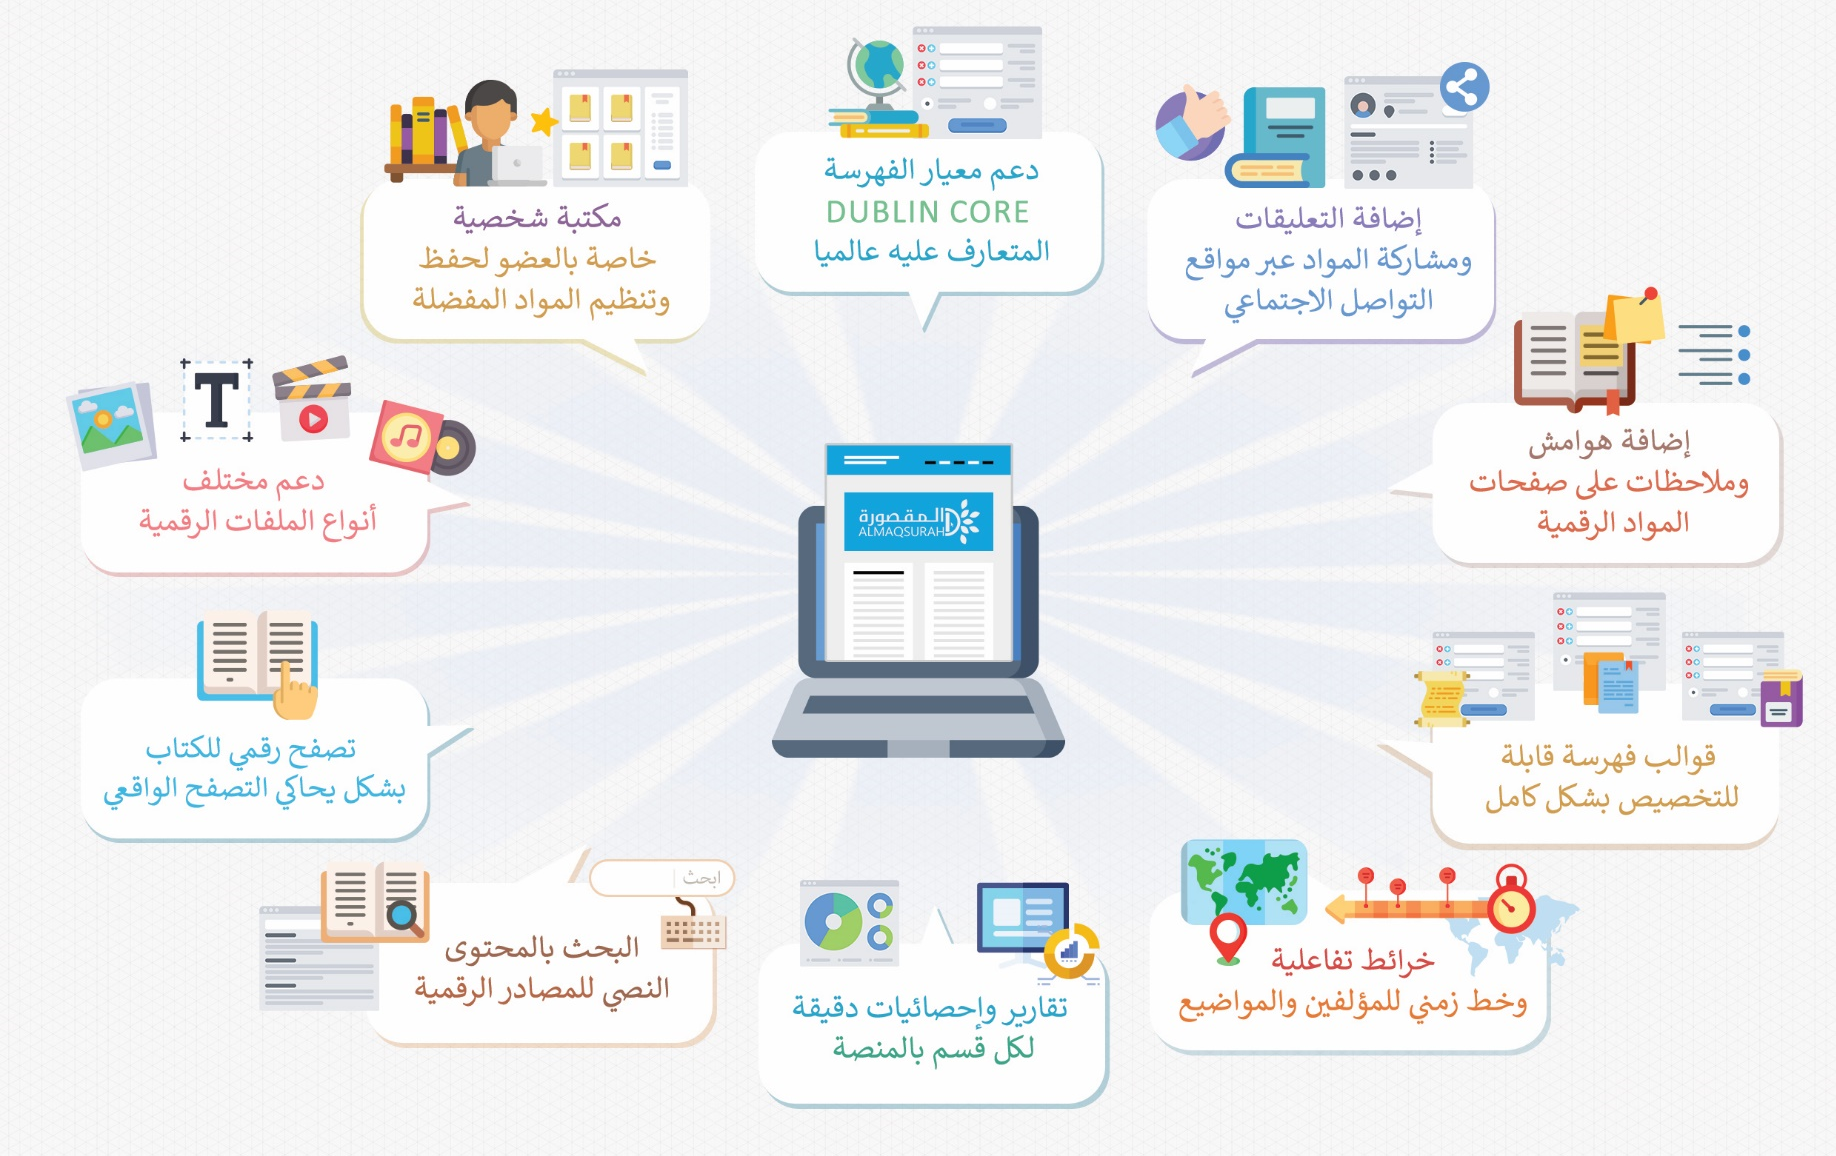 دعم معيار الفهرسة
DUBLIN CORE
المتعارف عليه عالميا
إضافة التعليقات
ومشاركة المواد عبر مواقع
التواصل الاجتماعي
مكتبة شخصية
خاصة بالعضو لحفظ
وتنظيم المواد المفضلة
إضافة هوامش
وملاحظات على صفحات
المواد الرقمية
T
دعم مختلف
أنواع الملفات الرقمية
المقصورة
ALMAQSURAH
قوالب فهرسة قابلة
للتخصيص بشكل كامل
تصفح رقمي للكتاب
بشكل يحاكي التصفح الواقعي
خرائط تفاعلية
وخط زمني للمؤلفين والمواضيع
تقارير وإحصائيات دقيقة
لكل قسم بالمنصة
ابحث
البحث بالمحتوى
النصي للمصادر الرقمية